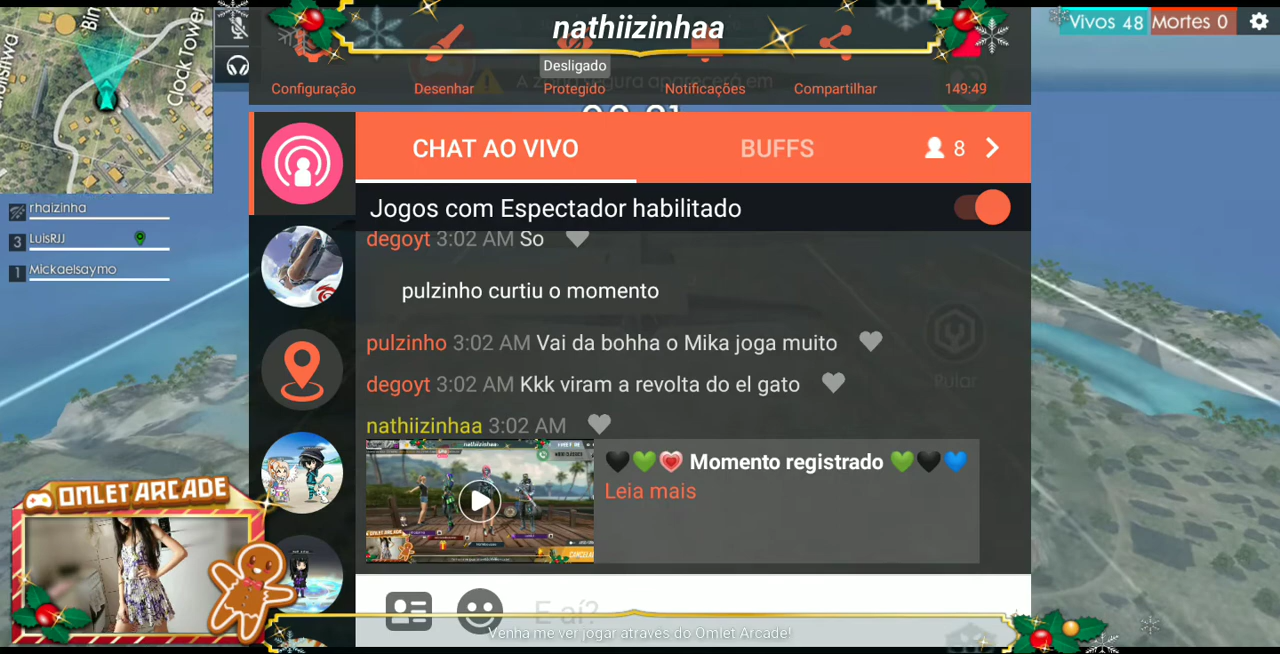 nathiizinhaa
Vivos 48 Mortes 0
Clock Tower
Bin
Desligado
A zona segura aparecerá em
Configuração Desenhar Protegido Notificações Compartilhar 149:49
CHAT AO VIVO BUFFS 8
Jogos com Espectador habilitado
rhaizinha
3 LuisRJJ
1 Mickaelsaymo
degoyt 3:02 AM So
pulzinho curtiu o momento
pulzinho 3:02 AM Vai da bohha o Mika joga muito
degoyt 3:02 AM Kkk viram a revolta do el gato
Pular
nathiizinhaa 3:02 AM
🖤💚💗 Momento registrado 💚🖤💙
Leia mais
OMLET ARCADE
E aí?
Venha me ver jogar através do Omlet Arcade!